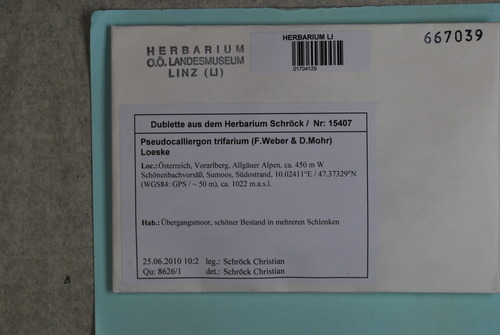 HERBARIUM
O.Ö. LANDESMUSEUM
LINZ (LI)
HERBARIUM LI
01704129
667039
Dublette aus dem Herbarium Schröck / Nr: 15407
Pseudocalliergon trifarium (F.Weber & D.Mohr)
Loeske
Loc.: Österreich, Vorarlberg, Allgäuer Alpen, ca. 450 m W
Schönenbachvorsäß, Sumoos, Südostrand, 10.02411°E / 47.37329°N
(WGS84: GPS / ~ 50 m), ca. 1022 m.a.s.l.
Hab.: Übergangsmoor, schöner Bestand in mehreren Schlenken
25.06.2010 10:2 leg.: Schröck Christian
Qu: 8626/1 det.: Schröck Christian